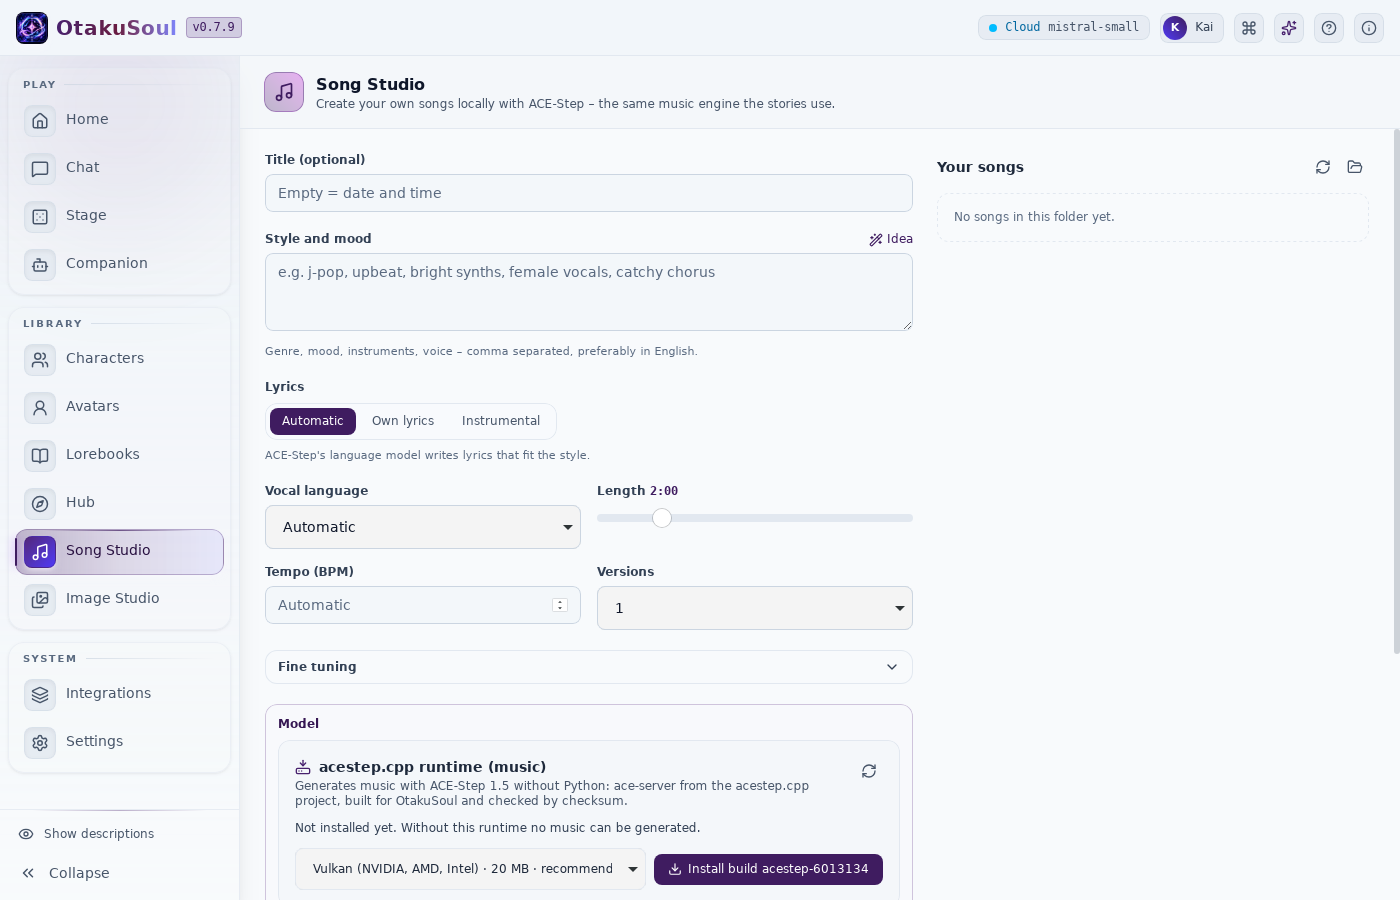 OtakuSoul v0.7.9
Cloud mistral-small
K Kai
PLAY
Home
Chat
Stage
Companion
LIBRARY
Characters
Avatars
Lorebooks
Hub
Song Studio
Image Studio
SYSTEM
Integrations
Settings
Show descriptions
Collapse
Song Studio
Create your own songs locally with ACE-Step – the same music engine the stories use.
Title (optional)
Empty = date and time
Style and mood
Idea
e.g. j-pop, upbeat, bright synths, female vocals, catchy chorus
Genre, mood, instruments, voice – comma separated, preferably in English.
Lyrics
Automatic Own lyrics Instrumental
ACE-Step's language model writes lyrics that fit the style.
Vocal language
Automatic
Length 2:00
Tempo (BPM)
Automatic
Versions
1
Fine tuning
Model
acestep.cpp runtime (music)
Generates music with ACE-Step 1.5 without Python: ace-server from the acestep.cpp
project, built for OtakuSoul and checked by checksum.
Not installed yet. Without this runtime no music can be generated.
Vulkan (NVIDIA, AMD, Intel) · 20 MB · recommend
Install build acestep-6013134
Your songs
No songs in this folder yet.